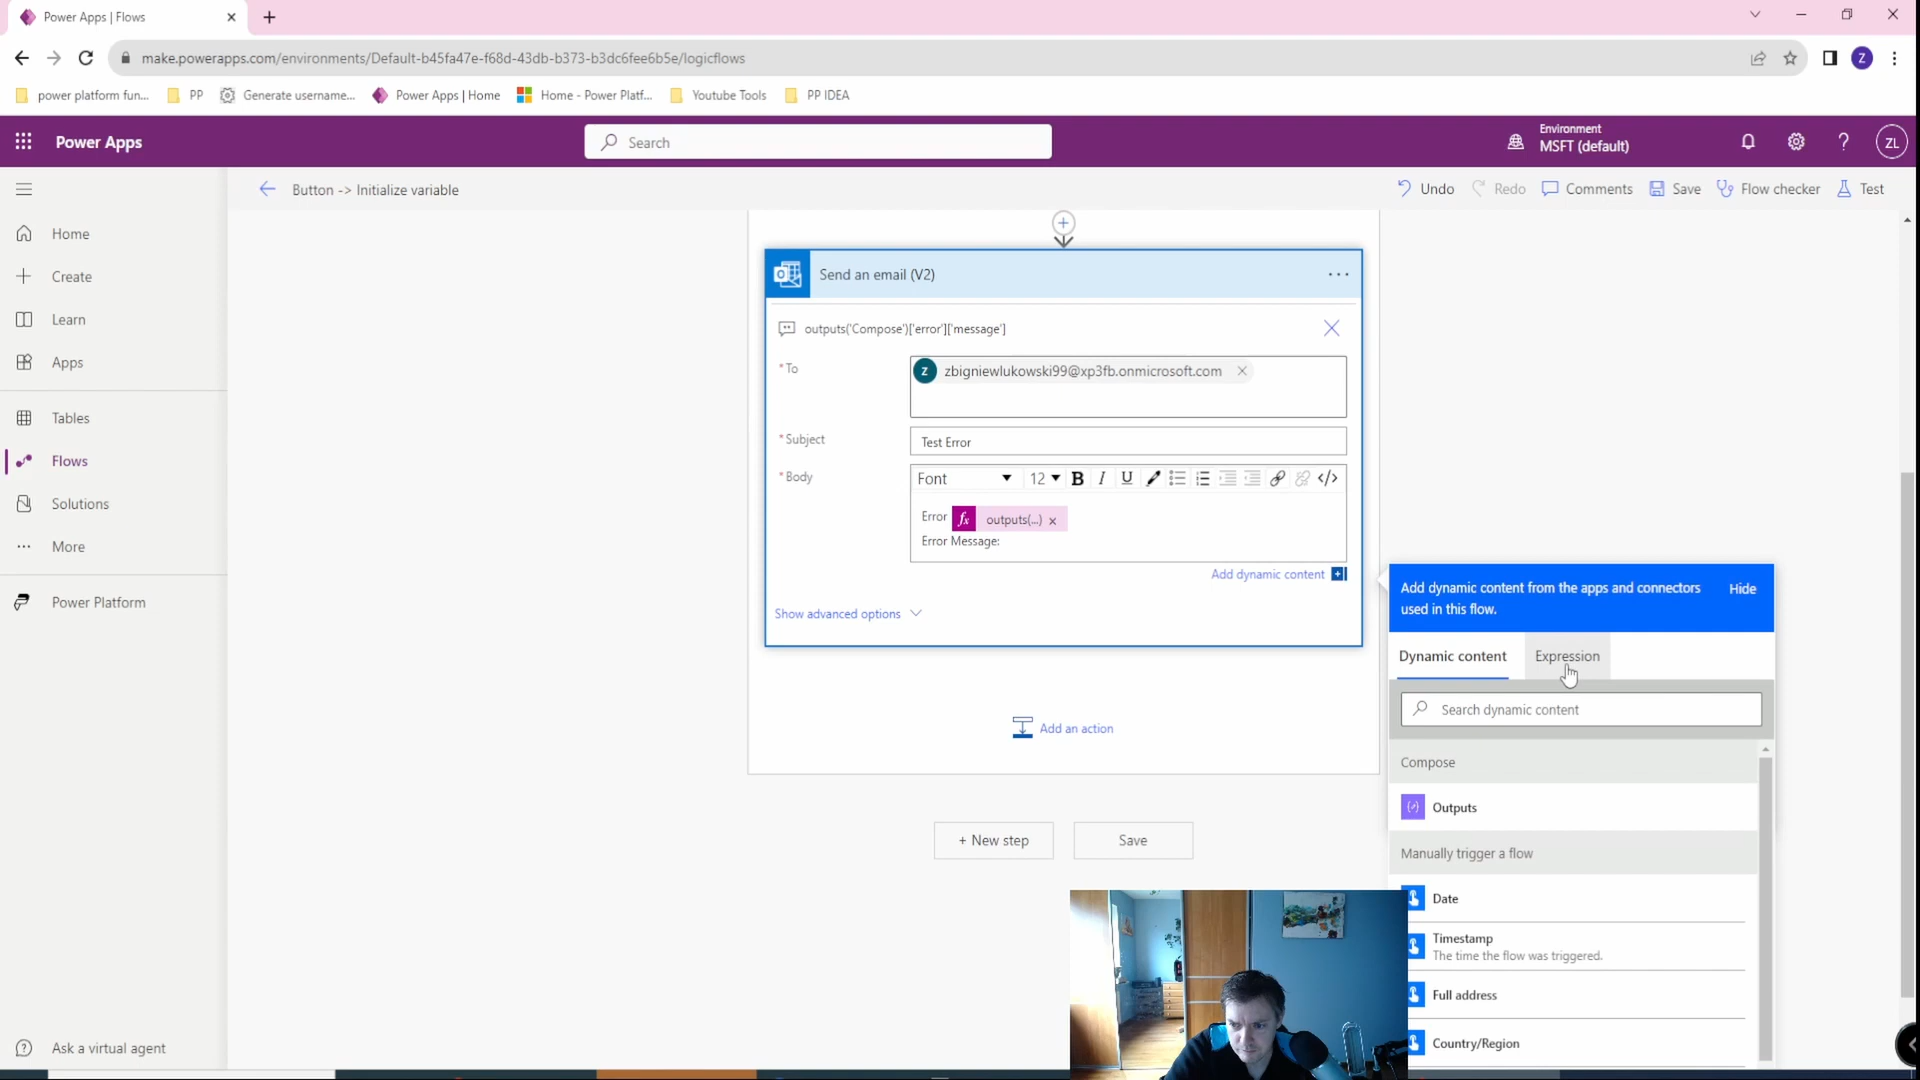 Power Apps | Flows
make.powerapps.com/environments/Default-b45fa47e-f68d-43db-b373-b3dc6fee6b5e/logicflows
Z
power platform fun...
PP
Generate username...
Power Apps | Home
Home - Power Platf...
Youtube Tools
PP IDEA
Power Apps
Search
Environment
MSFT (default)
ZL
Button -> Initialize variable
Undo
Redo
Comments
Save
Flow checker
Test
Home
Create
Learn
Apps
Tables
Flows
Solutions
More
Power Platform
Ask a virtual agent
Send an email (V2)
outputs('Compose')['error']['message']
* To
Z zbigniewlukowski99@xp3fb.onmicrosoft.com
* Subject
Test Error
* Body
Font 12 B I U </>
Error fx outputs(...) x
Error Message:
Add dynamic content
Show advanced options
Add an action
+ New step
Save
Add dynamic content from the apps and connectors
used in this flow.
Hide
Dynamic content
Expression
Search dynamic content
Compose
Outputs
Manually trigger a flow
Date
Timestamp
The time the flow was triggered.
Full address
Country/Region